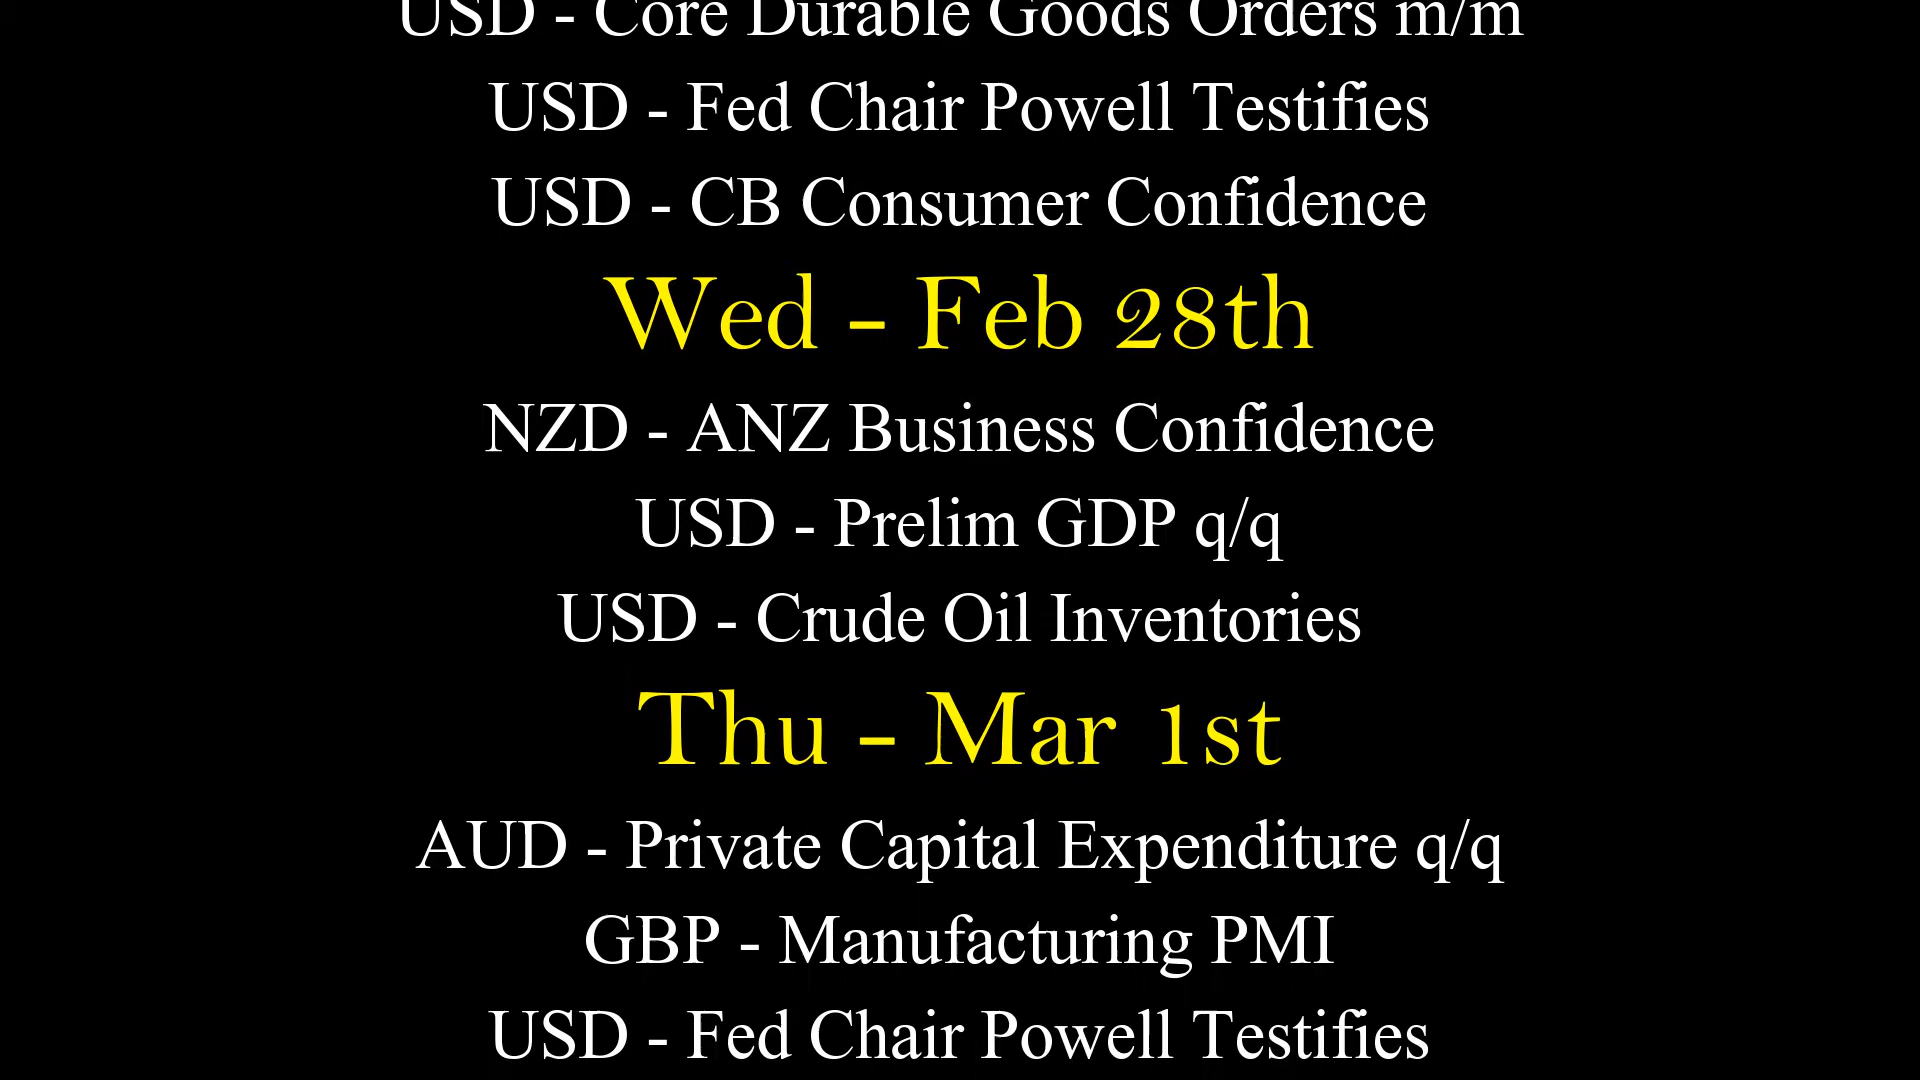 USD - Core Durable Goods Orders m/m
USD - Fed Chair Powell Testifies
USD - CB Consumer Confidence
Wed - Feb 28th
NZD - ANZ Business Confidence
USD - Prelim GDP q/q
USD - Crude Oil Inventories
Thu - Mar 1st
AUD - Private Capital Expenditure q/q
GBP - Manufacturing PMI
USD - Fed Chair Powell Testifies